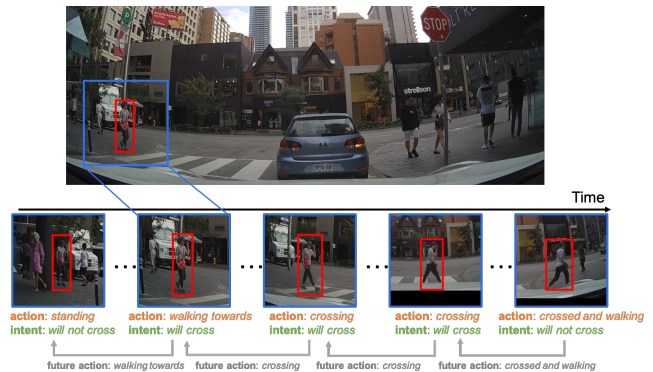 STOP
strellson
Time
action: standing
intent: will not cross
action: walking towards
intent: will cross
action: crossing
intent: will cross
action: crossing
intent: will cross
action: crossed and walking
intent: will not cross
future action: walking towards
future action: crossing
future action: crossing
future action: crossed and walking